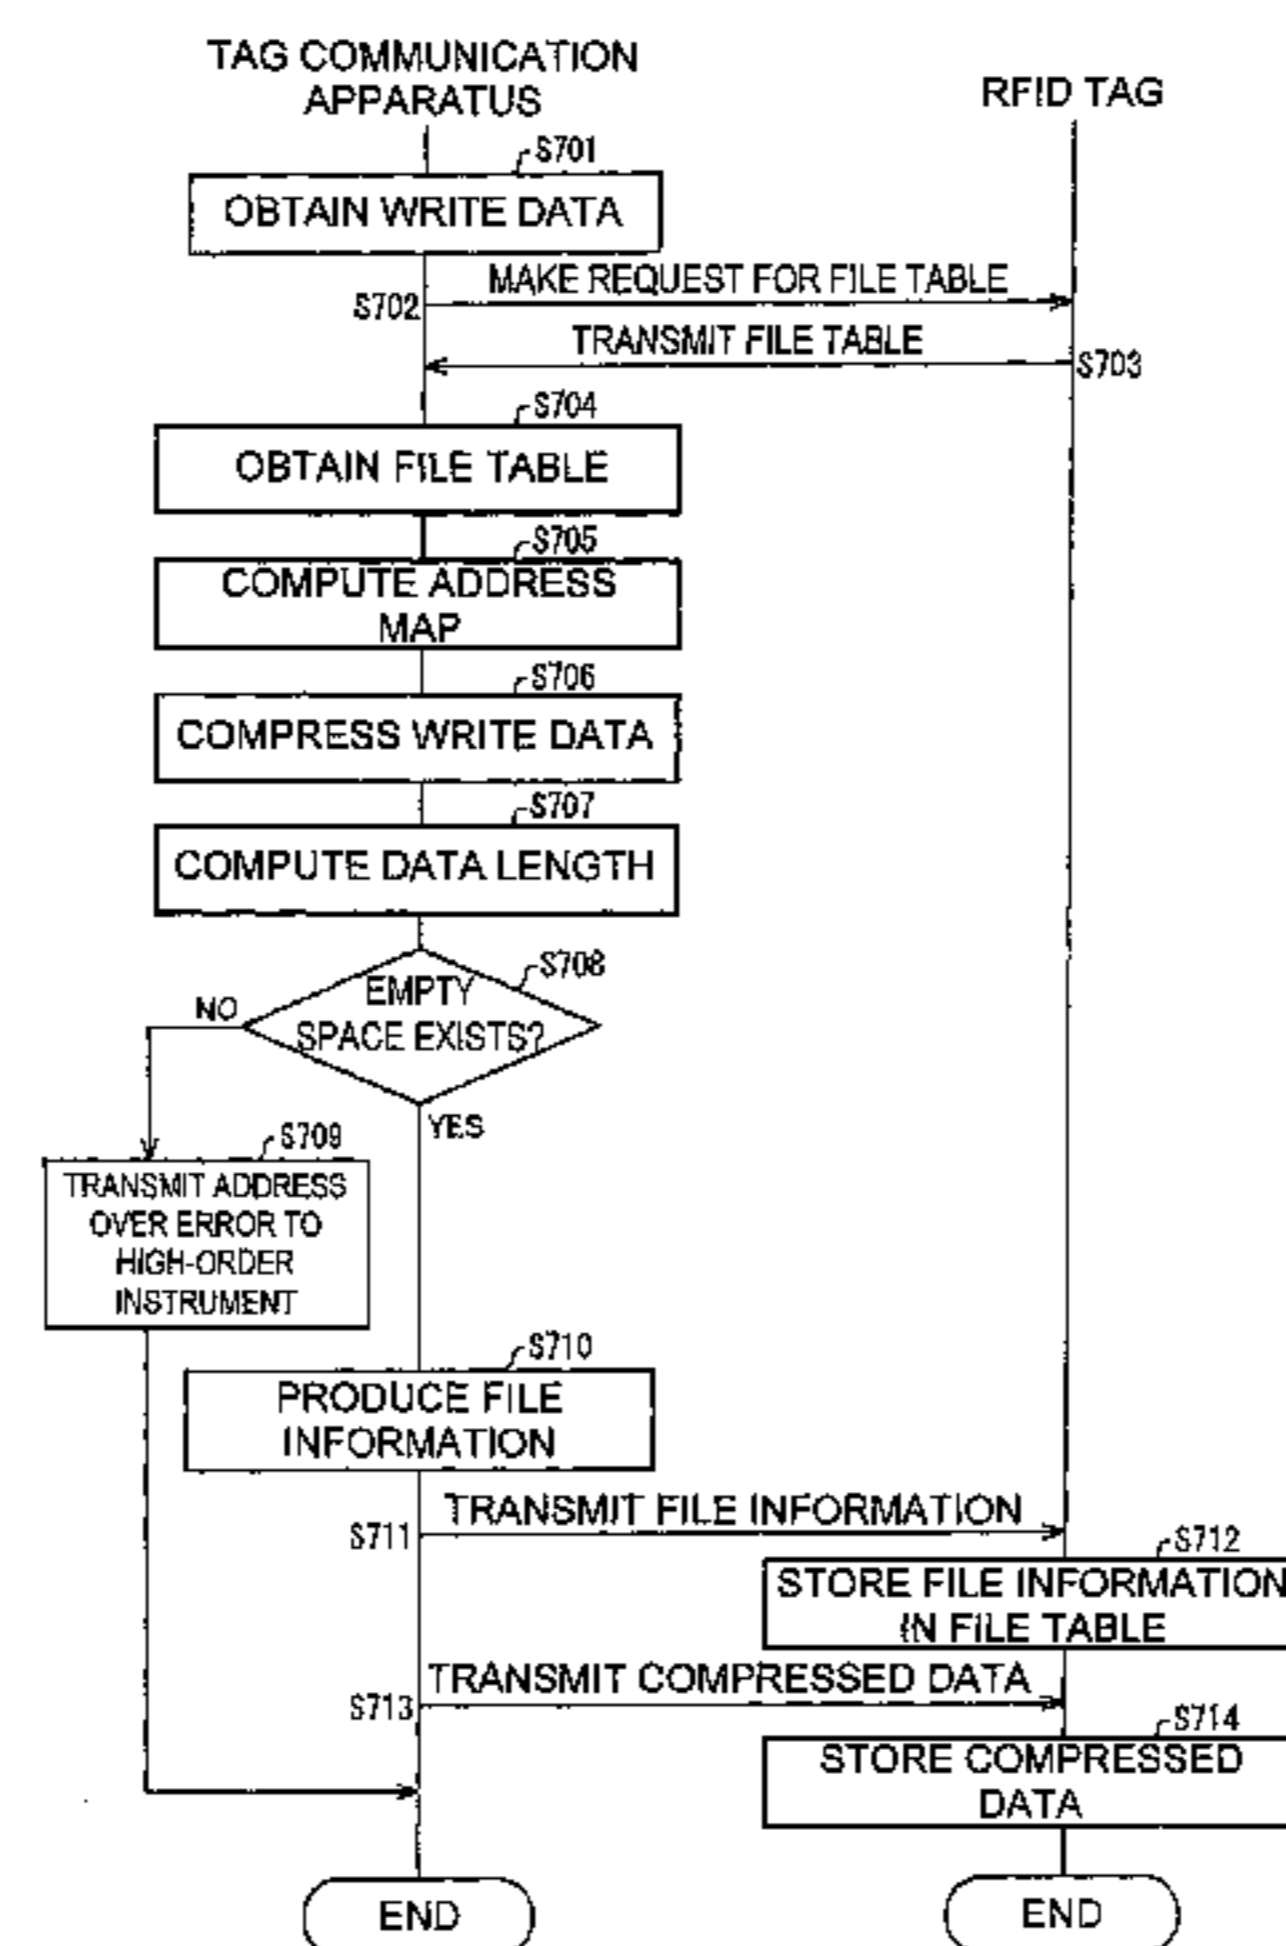 TAG COMMUNICATION
APPARATUS
RFID TAG
S701
OBTAIN WRITE DATA
MAKE REQUEST FOR FILE TABLE
S702
TRANSMIT FILE TABLE
S703
S704
OBTAIN FILE TABLE
S705
COMPUTE ADDRESS
MAP
S706
COMPRESS WRITE DATA
S707
COMPUTE DATA LENGTH
S708
EMPTY
SPACE EXISTS?
NO
YES
S709
TRANSMIT ADDRESS
OVER ERROR TO
HIGH-ORDER
INSTRUMENT
S710
PRODUCE FILE
INFORMATION
TRANSMIT FILE INFORMATION
S711
S712
STORE FILE INFORMATION
IN FILE TABLE
TRANSMIT COMPRESSED DATA
S713
S714
STORE COMPRESSED
DATA
END
END